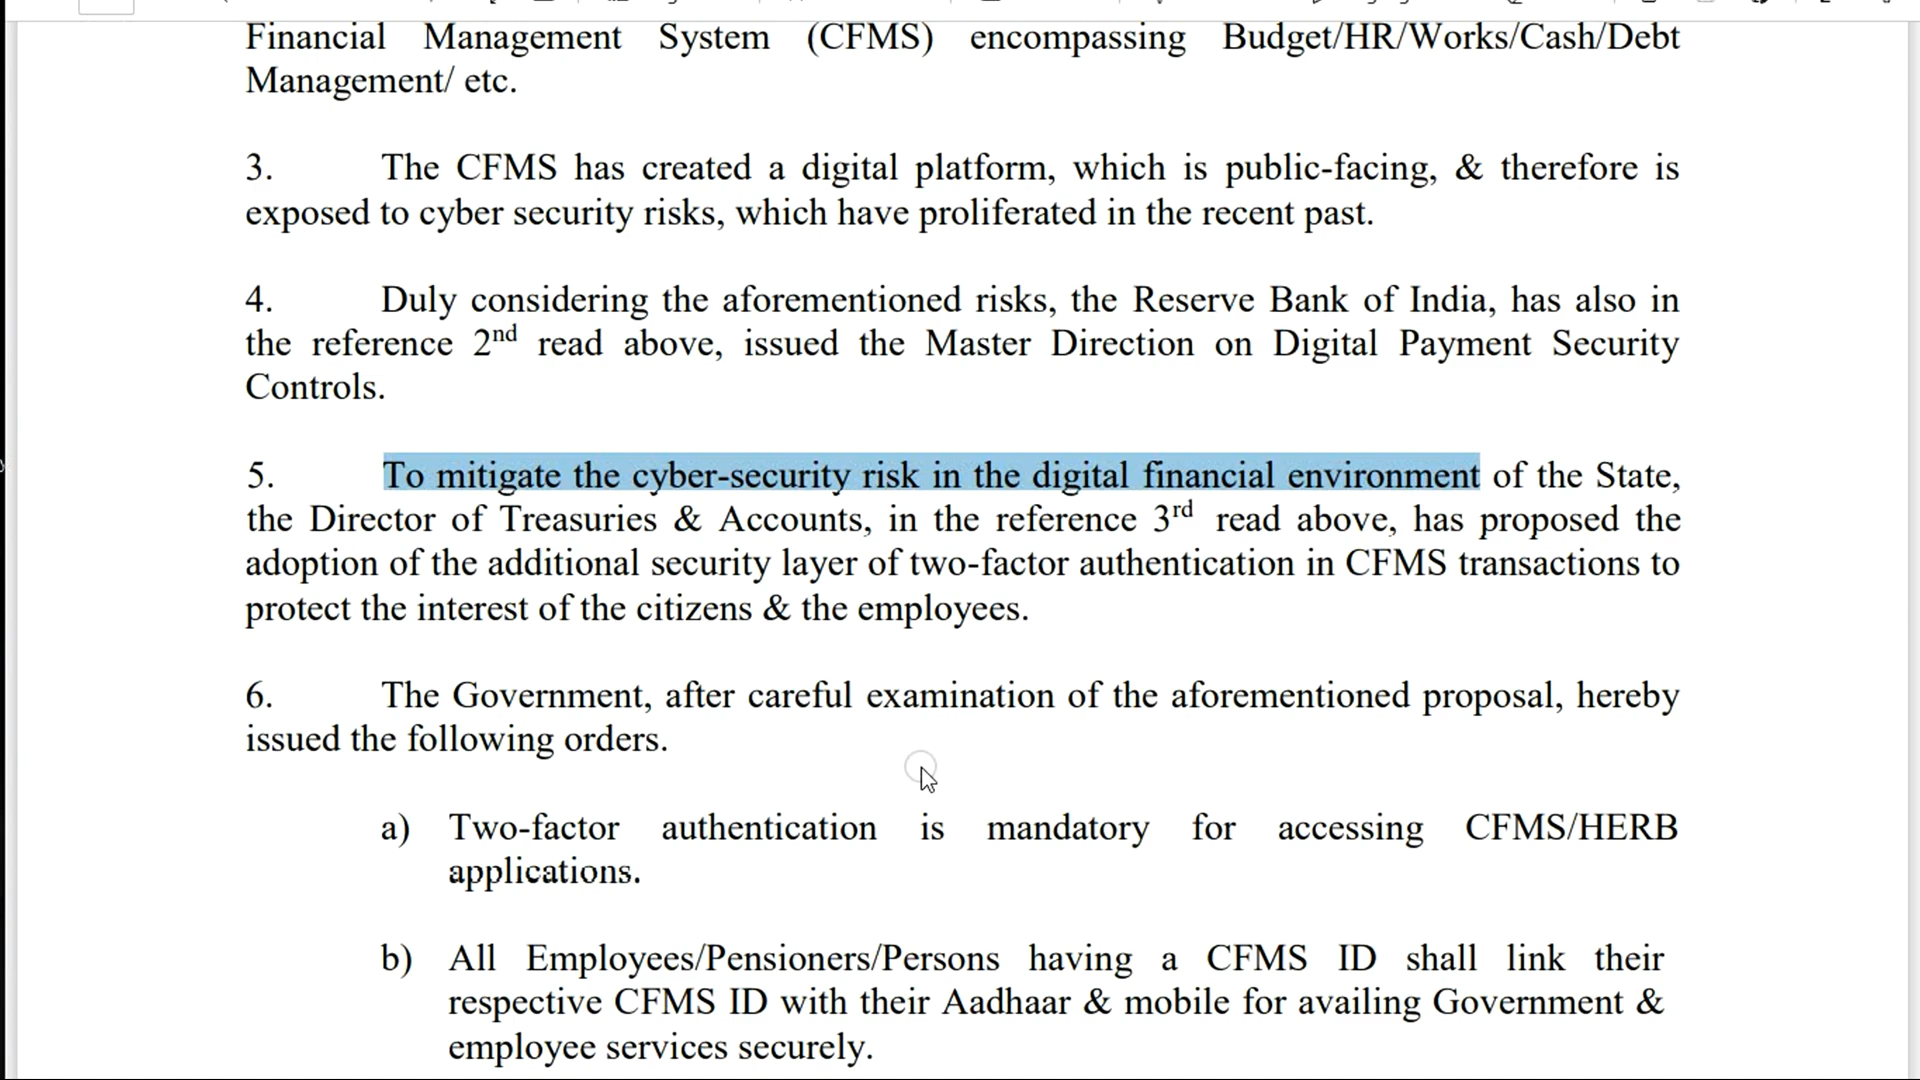 Financial Management System (CFMS) encompassing Budget/HR/Works/Cash/Debt
Management/ etc.
3. The CFMS has created a digital platform, which is public-facing, & therefore is
exposed to cyber security risks, which have proliferated in the recent past.
4. Duly considering the aforementioned risks, the Reserve Bank of India, has also in
the reference 2nd read above, issued the Master Direction on Digital Payment Security
Controls.
5. To mitigate the cyber-security risk in the digital financial environment of the State,
the Director of Treasuries & Accounts, in the reference 3rd read above, has proposed the
adoption of the additional security layer of two-factor authentication in CFMS transactions to
protect the interest of the citizens & the employees.
6. The Government, after careful examination of the aforementioned proposal, hereby
issued the following orders.
a) Two-factor authentication is mandatory for accessing CFMS/HERB
applications.
b) All Employees/Pensioners/Persons having a CFMS ID shall link their
respective CFMS ID with their Aadhaar & mobile for availing Government &
employee services securely.